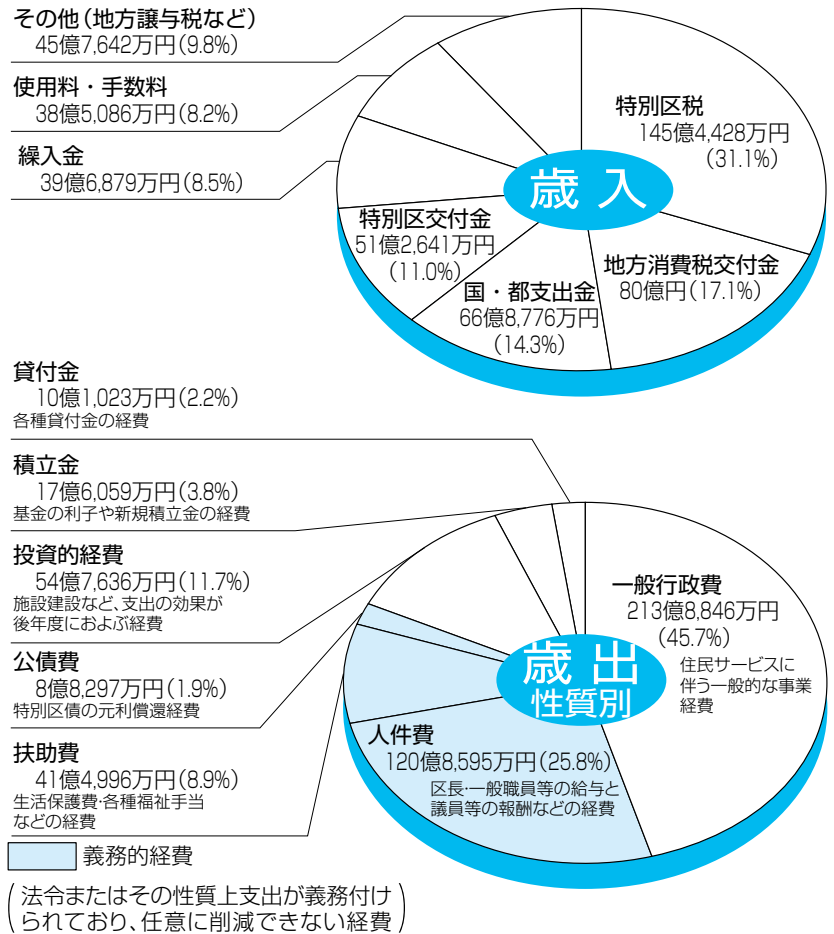 その他(地方譲与税など)
45億7,642万円(9.8%)
使用料・手数料
38億5,086万円(8.2%)
繰入金
39億6,879万円(8.5%)
特別区税
145億4,428万円
(31.1%)
歳入
特別区交付金
51億2,641万円
(11.0%)
国・都支出金
66億8,776万円
(14.3%)
地方消費税交付金
80億円(17.1%)
貸付金
10億1,023万円(2.2%)
各種貸付金の経費
積立金
17億6,059万円(3.8%)
基金の利子や新規積立金の経費
投資的経費
54億7,636万円(11.7%)
施設建設など、支出の効果が
後年度におよぶ経費
公債費
8億8,297万円(1.9%)
特別区債の元利償還経費
扶助費
41億4,996万円(8.9%)
生活保護費・各種福祉手当
などの経費
一般行政費
213億8,846万円
(45.7%)
住民サービスに
伴う一般的な事業
経費
歳出
性質別
人件費
120億8,595万円(25.8%)
区長・一般職員等の給与と
議員等の報酬などの経費
義務的経費
(法令またはその性質上支出が義務付け
られており、任意に削減できない経費)